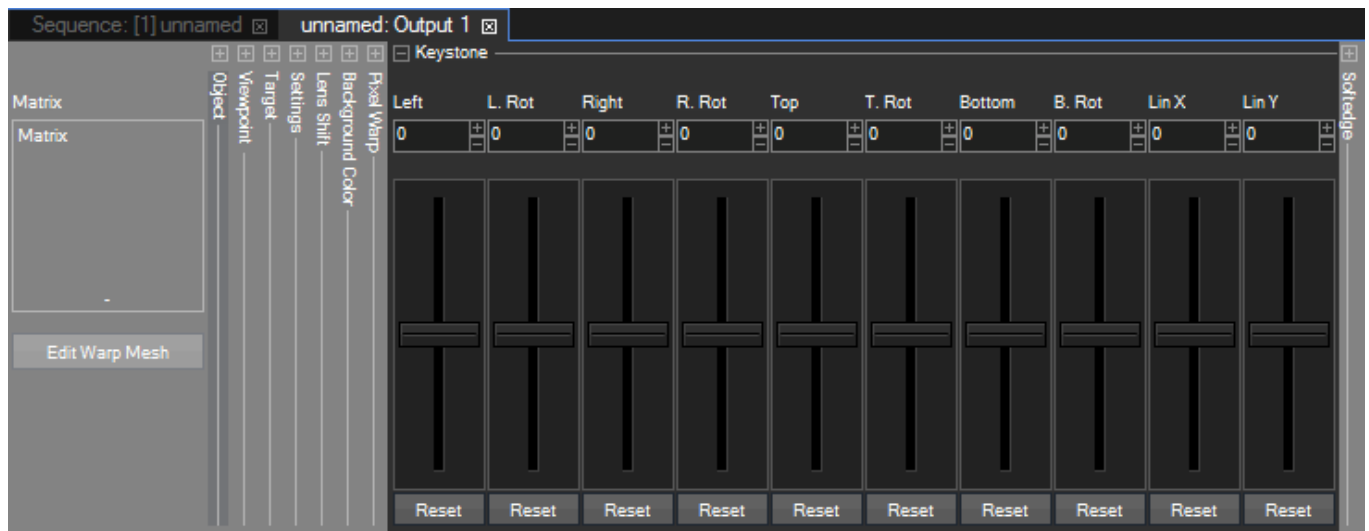 Sequence: [1] unnamed
unnamed: Output 1
Matrix
Matrix
-
Edit Warp Mesh
Object
Viewpoint
Target
Settings
Lens Shift
Background Color
Pixel Warp
Keystone
Left L. Rot Right R. Rot Top T. Rot Bottom B. Rot Lin X Lin Y
0 0 0 0 0 0 0 0 0 0
Reset Reset Reset Reset Reset Reset Reset Reset Reset Reset
Softedge